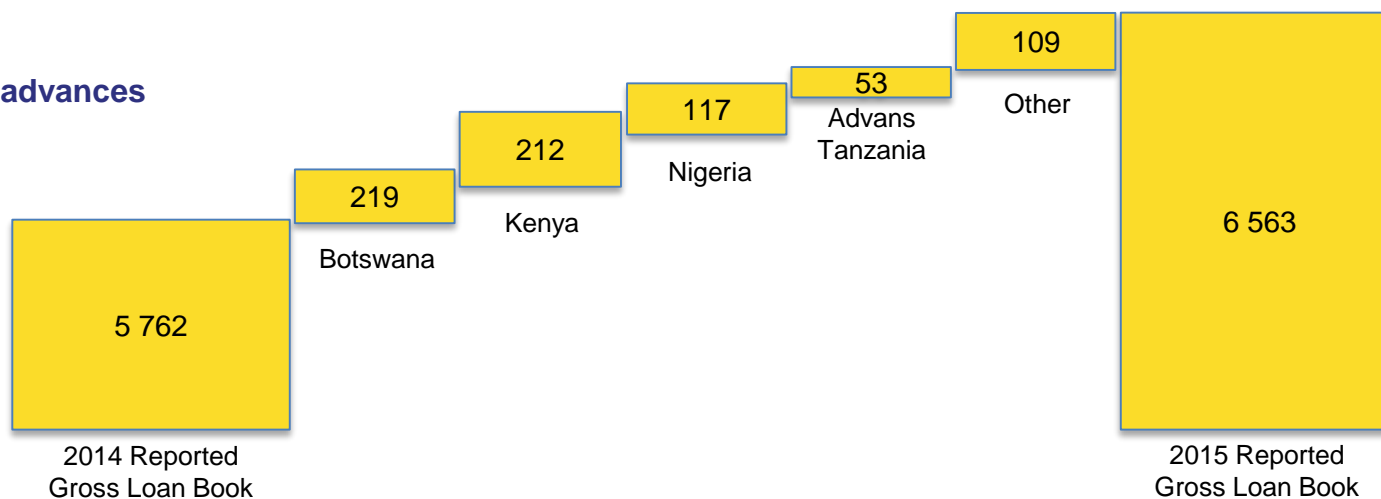 advances
5 762
2014 Reported
Gross Loan Book
219
Botswana
212
Kenya
117
Nigeria
53
Advans
Tanzania
109
Other
6 563
2015 Reported
Gross Loan Book